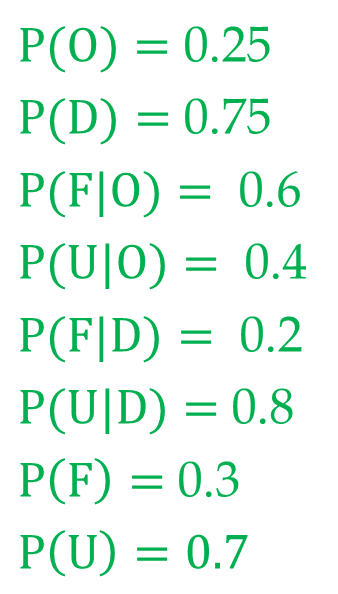 P(O) = 0.25
P(D) = 0.75
P(F|O) = 0.6
P(U|O) = 0.4
P(F|D) = 0.2
P(U|D) = 0.8
P(F) = 0.3
P(U) = 0.7